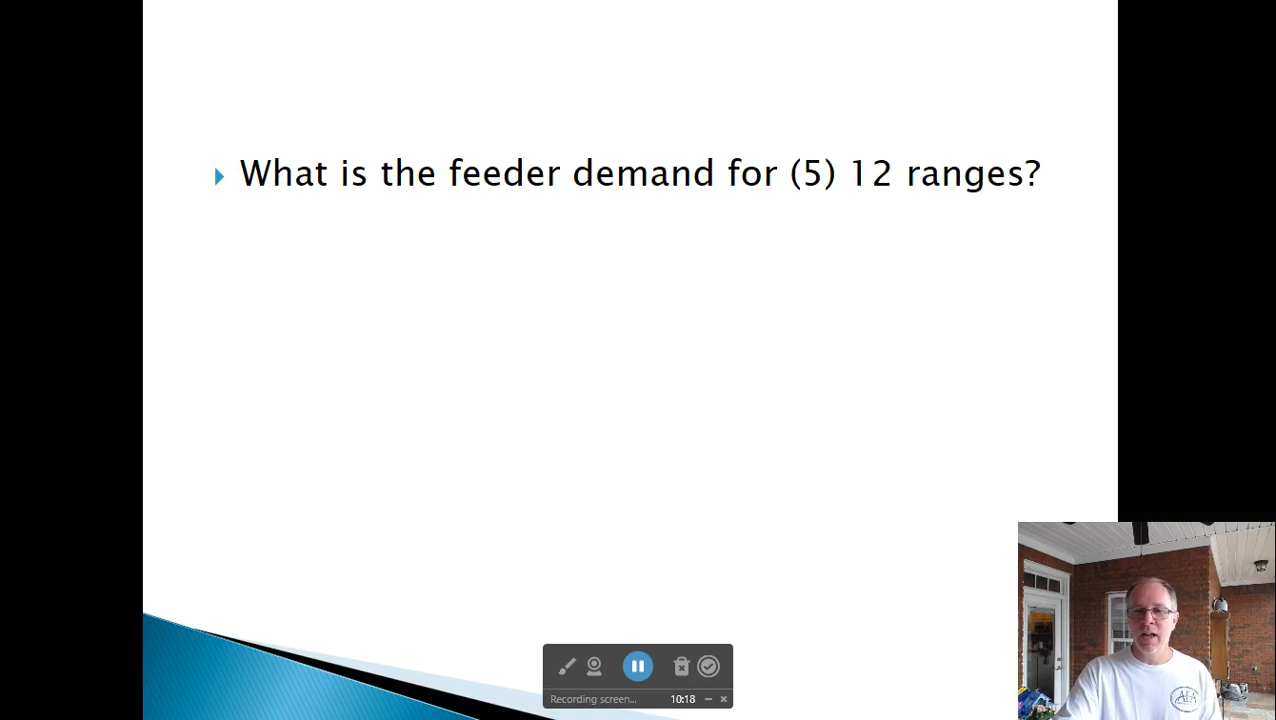 What is the feeder demand for (5) 12 ranges?
Recording screen... 10:18